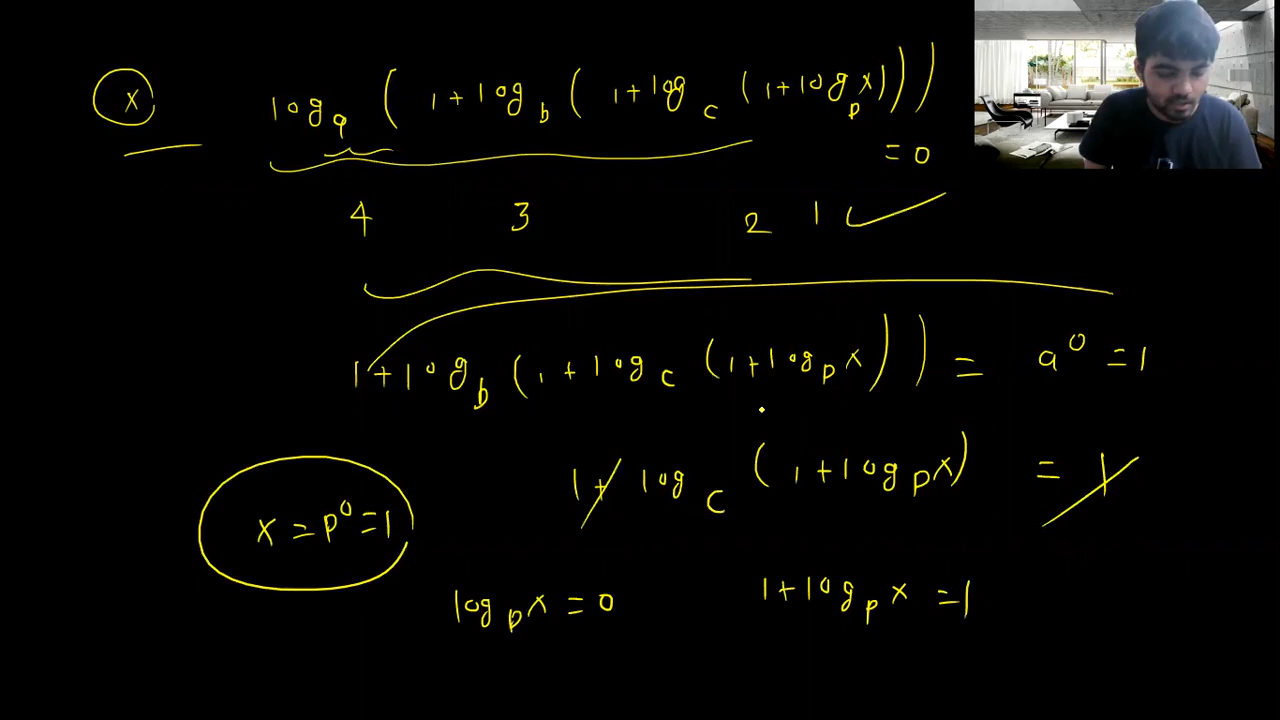 x log_a ( 1 + log_b ( 1 + log_c ( 1 + log_p x ) ) )
= 0
4 3 2 1
1 + log_b ( 1 + log_c ( 1 + log_p x ) ) = a^0 = 1
1 + log_c ( 1 + log_p x ) = 1
x = p^0 = 1
log_p x = 0 1 + log_p x = 1